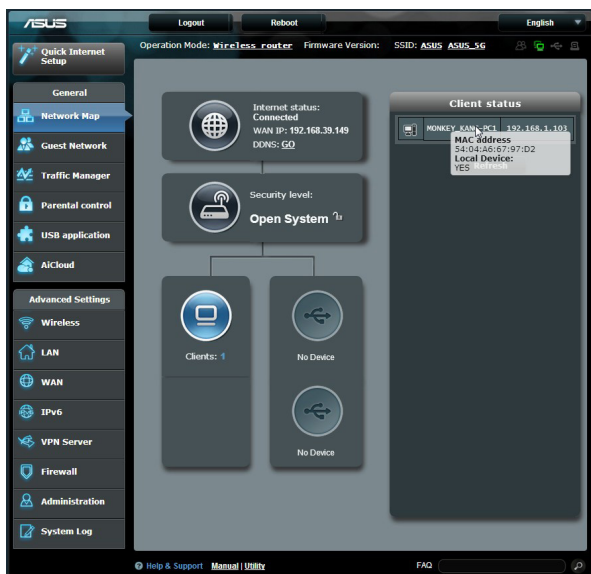 ASUS
Logout
Reboot
English
Quick Internet
Setup
Operation Mode: Wireless router Firmware Version: SSID: ASUS ASUS_5G
General
Network Map
Guest Network
Traffic Manager
Parental control
USB application
AiCloud
Advanced Settings
Wireless
LAN
WAN
IPv6
VPN Server
Firewall
Administration
System Log
Internet status:
Connected
WAN IP: 192.168.39.149
DDNS: GO
Security level:
Open System
Clients: 1
No Device
No Device
Client status
MONKEY_KANN-PC1 192.168.1.103
MAC address
54:04:A6:67:97:D2
Local Device:
YES
Help & Support Manual | Utility
FAQ